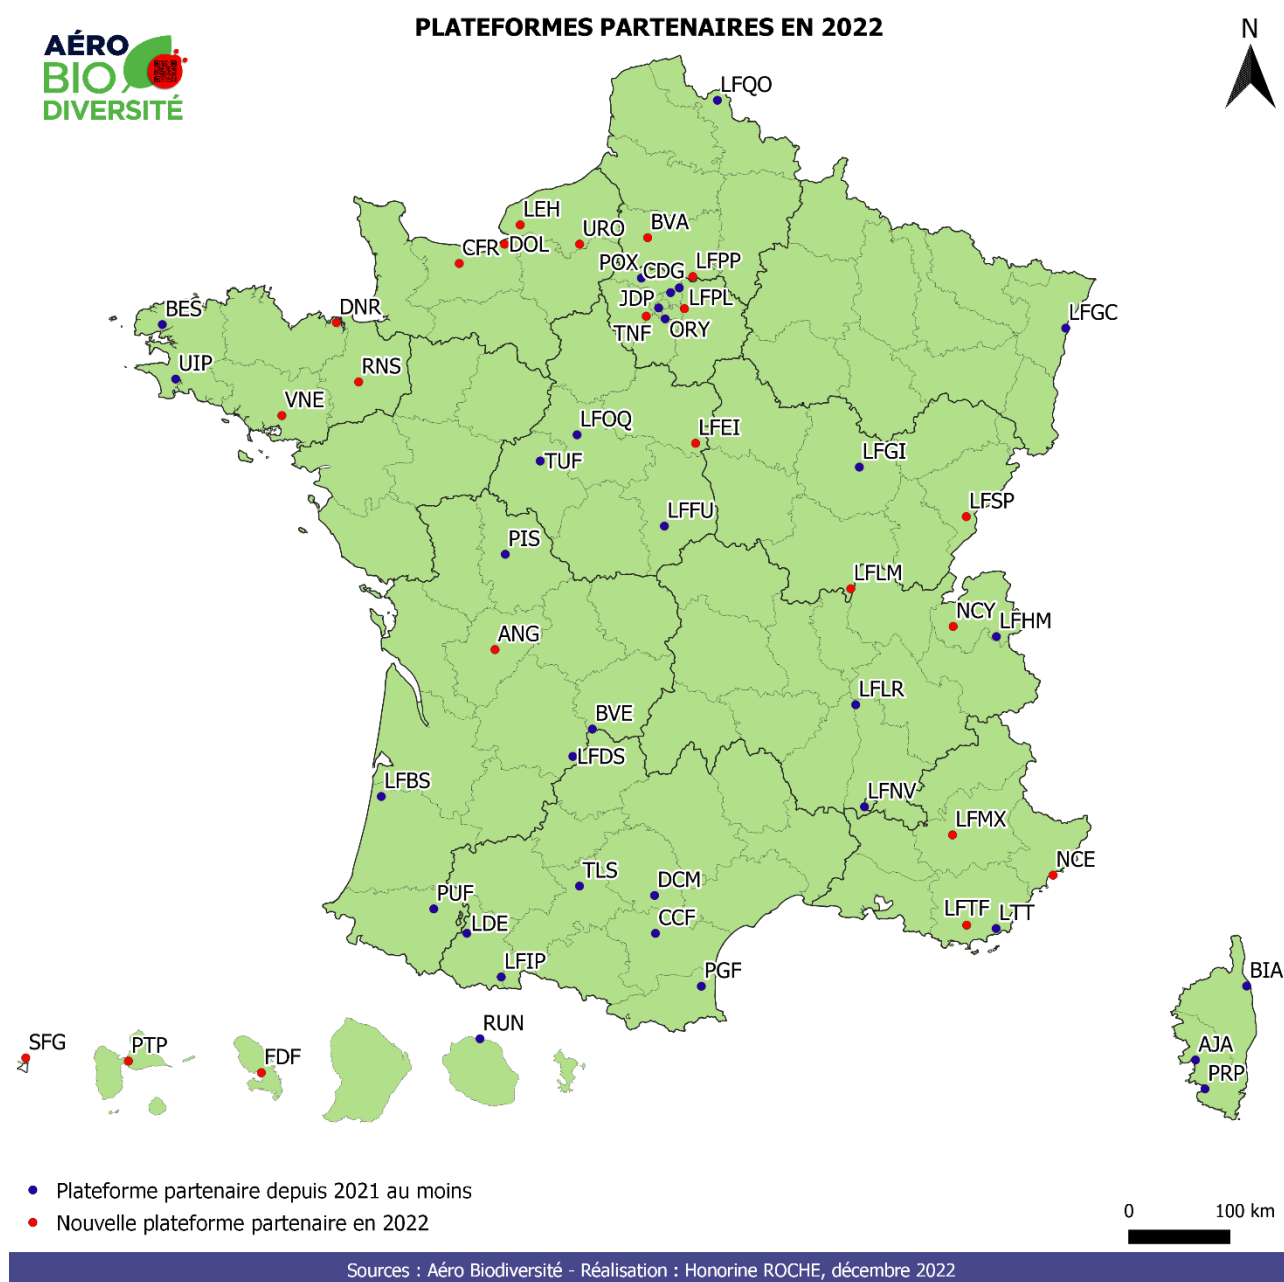 PLATEFORMES PARTENAIRES EN 2022
AÉRO
BIO
DIVERSITÉ
N
LFQO
LEH
URO
BVA
CFR
DOL
POX
CDG
LFPP
JDP
LFPL
TNF
ORY
BES
DNR
LFGC
UIP
RNS
VNE
LFOQ
LFEI
TUF
LFGI
LFFU
LFSP
PIS
LFLM
NCY
LFHM
ANG
LFLR
BVE
LFDS
LFBS
LFNV
LFMX
NCE
TLS
DCM
PUF
CCF
LFTF
LTT
LDE
LFIP
PGF
BIA
SFG
PTP
FDF
RUN
AJA
PRP
Plateforme partenaire depuis 2021 au moins
Nouvelle plateforme partenaire en 2022
0 100 km
Sources : Aéro Biodiversité - Réalisation : Honorine ROCHE, décembre 2022